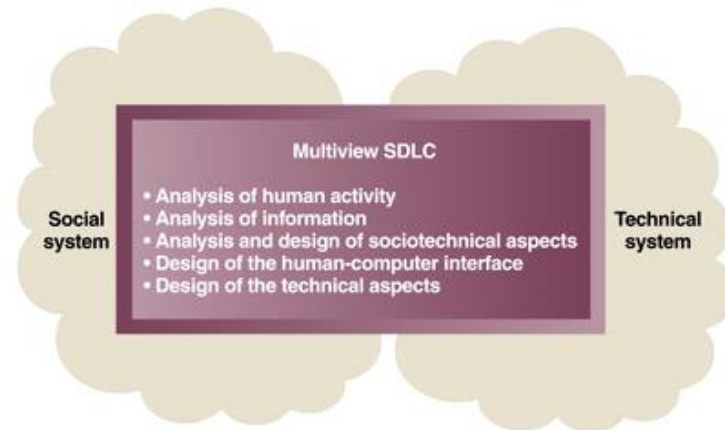 Multiview SDLC
• Analysis of human activity
• Analysis of information
• Analysis and design of sociotechnical aspects
• Design of the human-computer interface
• Design of the technical aspects
Social
system
Technical
system